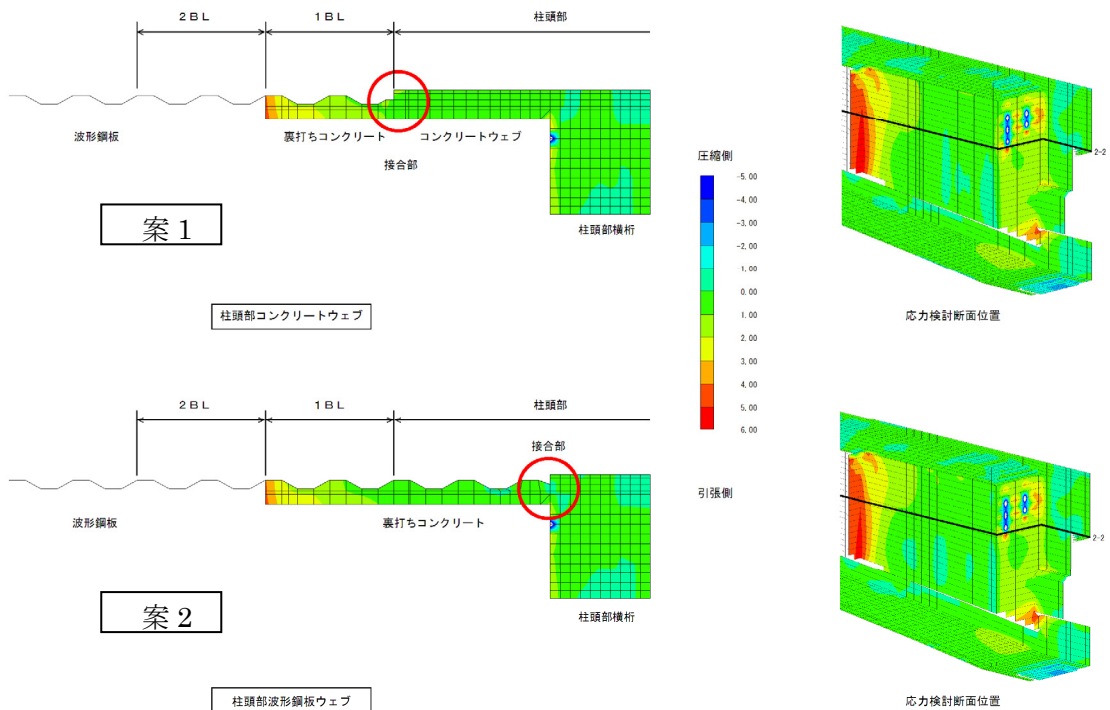 2BL
1BL
柱頭部
波形鋼板
裏打ちコンクリート
コンクリートウェブ
接合部
柱頭部横桁
案1
柱頭部コンクリートウェブ
2-2
応力検討断面位置
圧縮側
-5.00
-4.00
-3.00
-2.00
-1.00
0.00
1.00
2.00
3.00
4.00
5.00
6.00
引張側
2BL
1BL
柱頭部
接合部
波形鋼板
裏打ちコンクリート
柱頭部横桁
案2
柱頭部波形鋼板ウェブ
2-2
応力検討断面位置